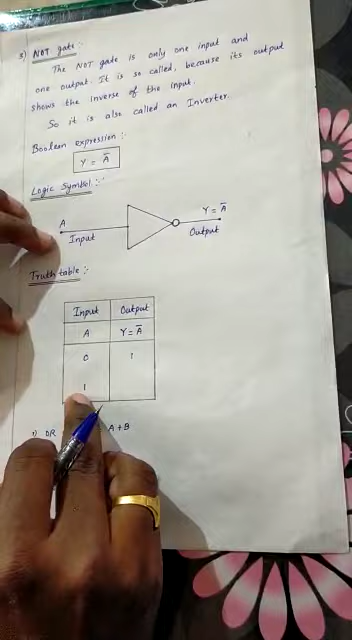 3) NOT gate :-
The NOT gate is only one input and
one output. It is so called, because its output
shows the inverse of the input.
So it is also called an Inverter.
Boolean expression :-
Y = A̅
Logic Symbol :-
A Y = A̅
Input Output
Truth table :-
Input Output
A Y = A̅
0 1
1
1) OR A + B